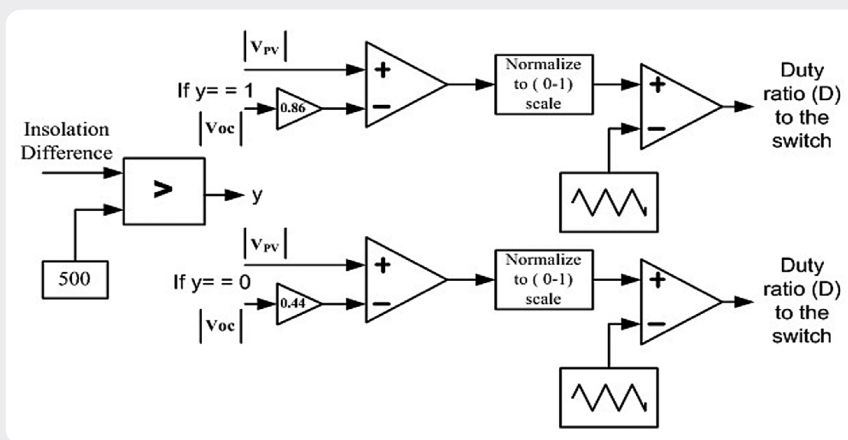 |VPV|
If y= = 1
0.86
|Voc|
Normalize
to ( 0-1)
scale
+
−
+
−
Duty
ratio (D)
to the
switch
Insolation
Difference
>
y
500
|VPV|
If y= = 0
0.44
|Voc|
Normalize
to ( 0-1)
scale
+
−
+
−
Duty
ratio (D)
to the
switch